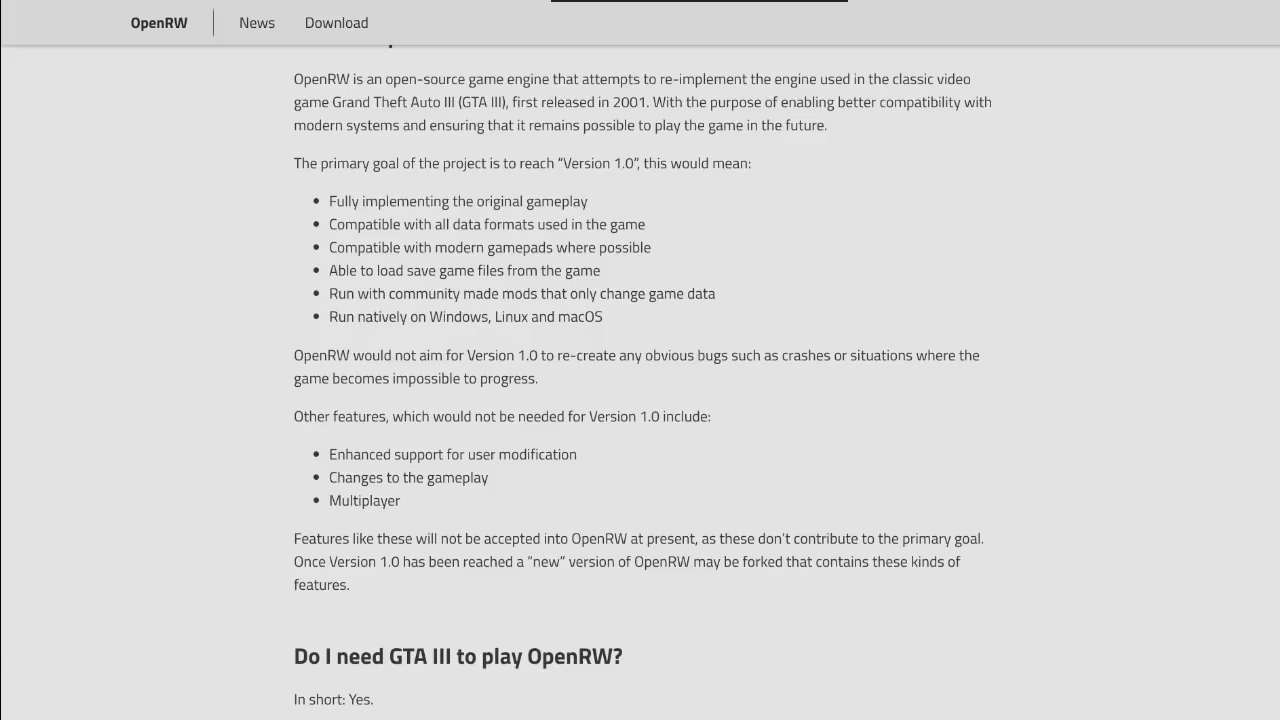 OpenRW
News
Download
OpenRW is an open-source game engine that attempts to re-implement the engine used in the classic video
game Grand Theft Auto III (GTA III), first released in 2001. With the purpose of enabling better compatibility with
modern systems and ensuring that it remains possible to play the game in the future.
The primary goal of the project is to reach “Version 1.0”, this would mean:
• Fully implementing the original gameplay
• Compatible with all data formats used in the game
• Compatible with modern gamepads where possible
• Able to load save game files from the game
• Run with community made mods that only change game data
• Run natively on Windows, Linux and macOS
OpenRW would not aim for Version 1.0 to re-create any obvious bugs such as crashes or situations where the
game becomes impossible to progress.
Other features, which would not be needed for Version 1.0 include:
• Enhanced support for user modification
• Changes to the gameplay
• Multiplayer
Features like these will not be accepted into OpenRW at present, as these don’t contribute to the primary goal.
Once Version 1.0 has been reached a “new” version of OpenRW may be forked that contains these kinds of
features.
Do I need GTA III to play OpenRW?
In short: Yes.